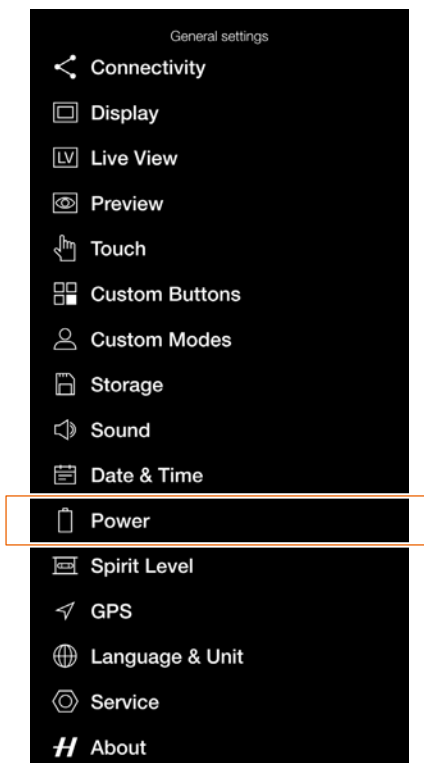 General settings
Connectivity
Display
LV Live View
Preview
Touch
Custom Buttons
Custom Modes
Storage
Sound
Date & Time
Power
Spirit Level
GPS
Language & Unit
Service
H About